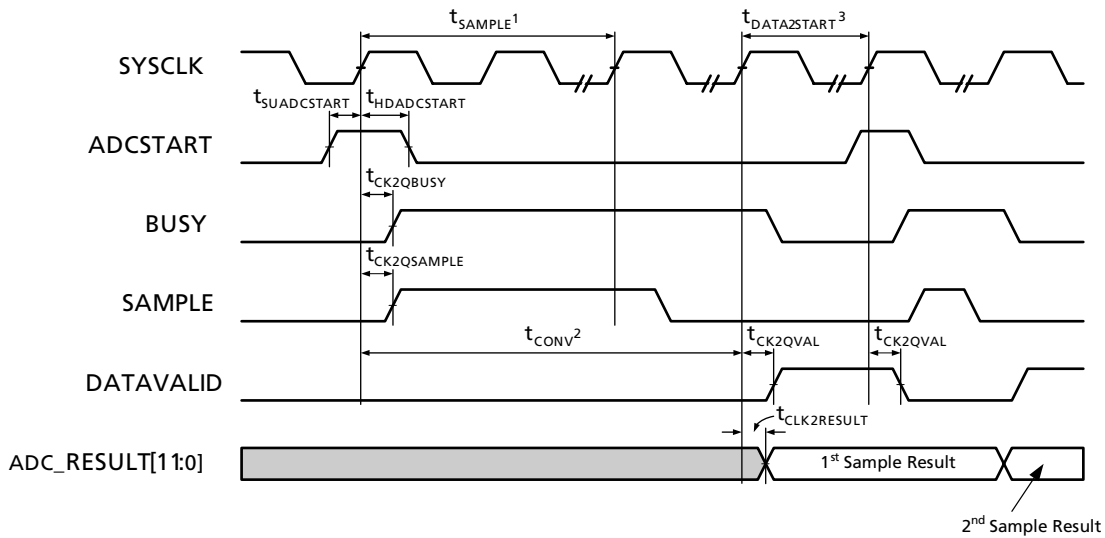 tSAMPLE1
tDATA2START3
SYSCLK
tSUADCSTART
tHDADCSTART
ADCSTART
tCK2QBUSY
BUSY
tCK2QSAMPLE
SAMPLE
tCONV2
tCK2QVAL
tCK2QVAL
DATAVALID
tCLK2RESULT
ADC_RESULT[11:0]
1st Sample Result
2nd Sample Result